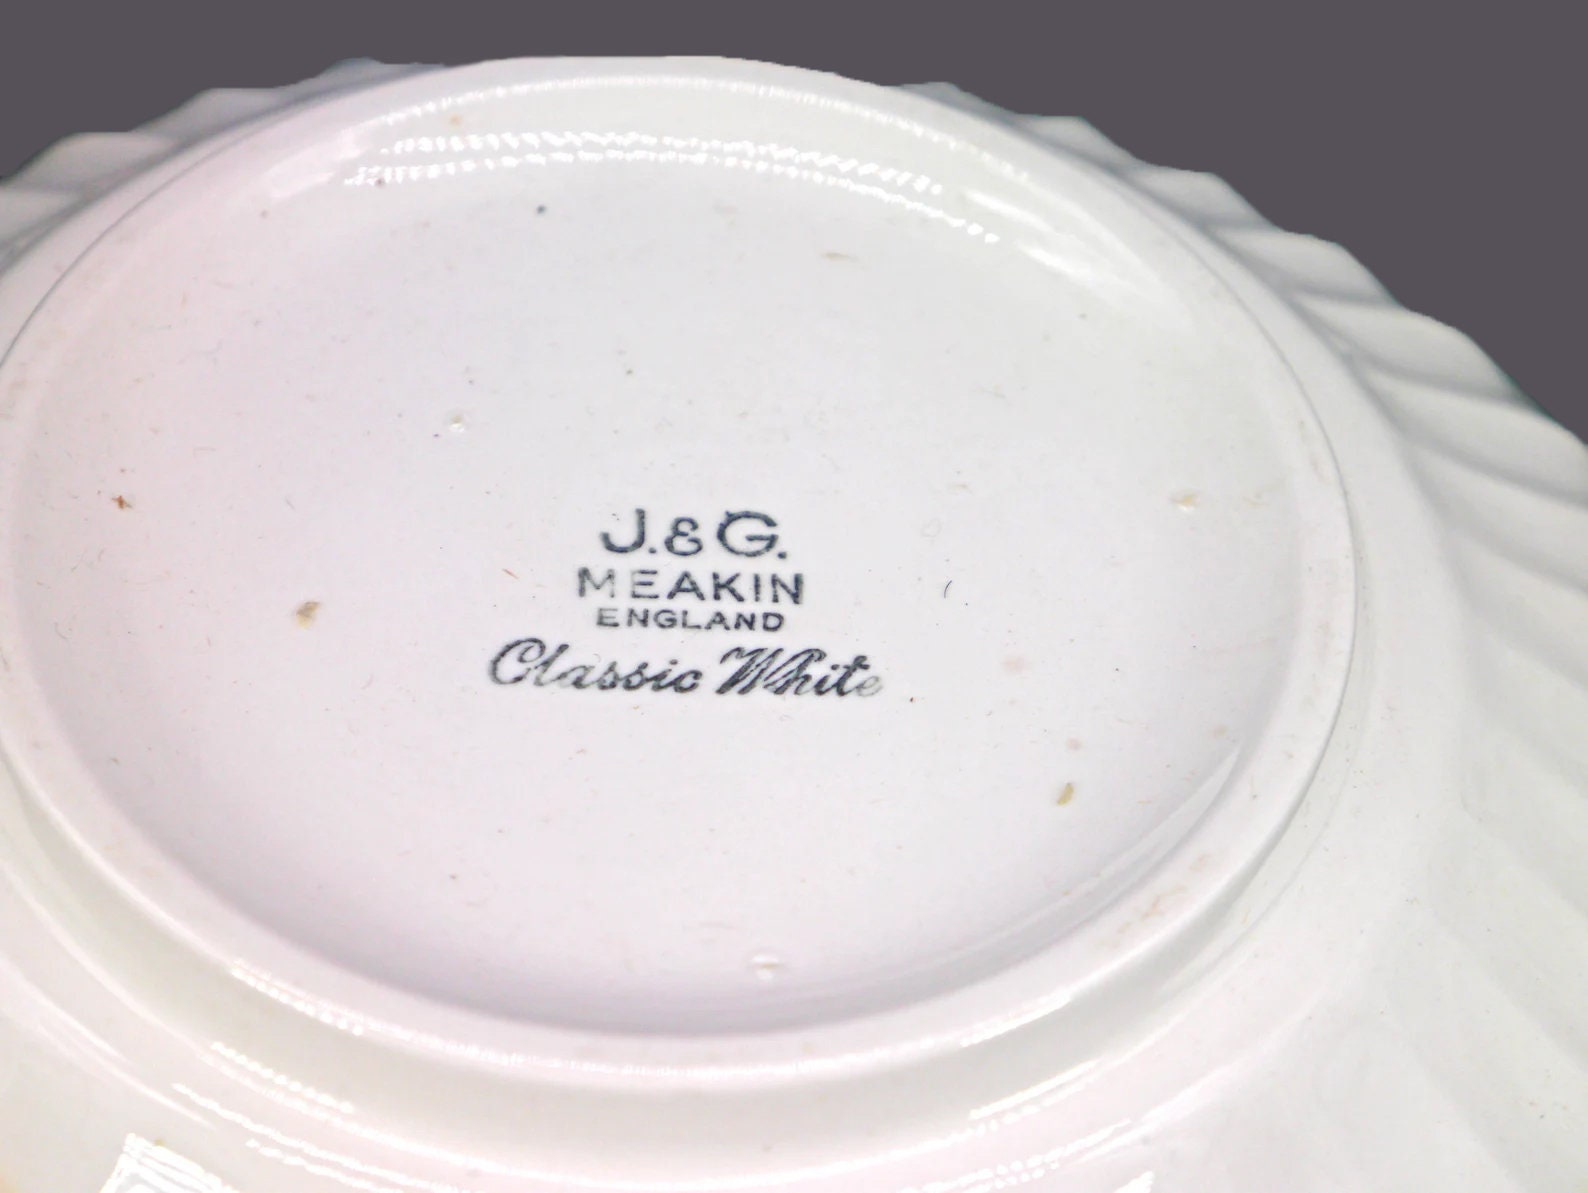 J.&G.
MEAKIN
ENGLAND
Classic White